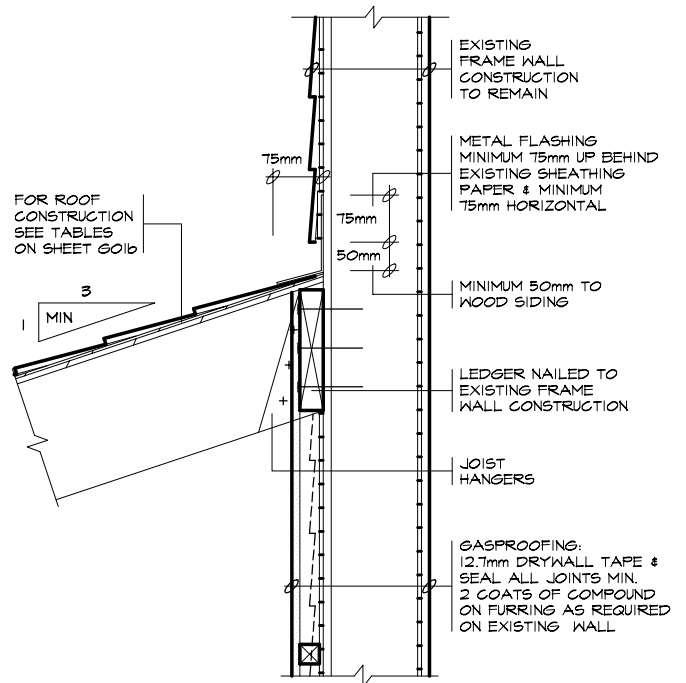 EXISTING
FRAME WALL
CONSTRUCTION
TO REMAIN
METAL FLASHING
MINIMUM 75mm UP BEHIND
EXISTING SHEATHING
PAPER & MINIMUM
75mm HORIZONTAL
75mm
FOR ROOF
CONSTRUCTION
SEE TABLES
ON SHEET G016
75mm
50mm
3
1
MIN
MINIMUM 50mm TO
WOOD SIDING
LEDGER NAILED TO
EXISTING FRAME
WALL CONSTRUCTION
JOIST
HANGERS
GASPROOFING:
12.7mm DRYWALL TAPE &
SEAL ALL JOINTS MIN.
2 COATS OF COMPOUND
ON FURRING AS REQUIRED
ON EXISTING WALL